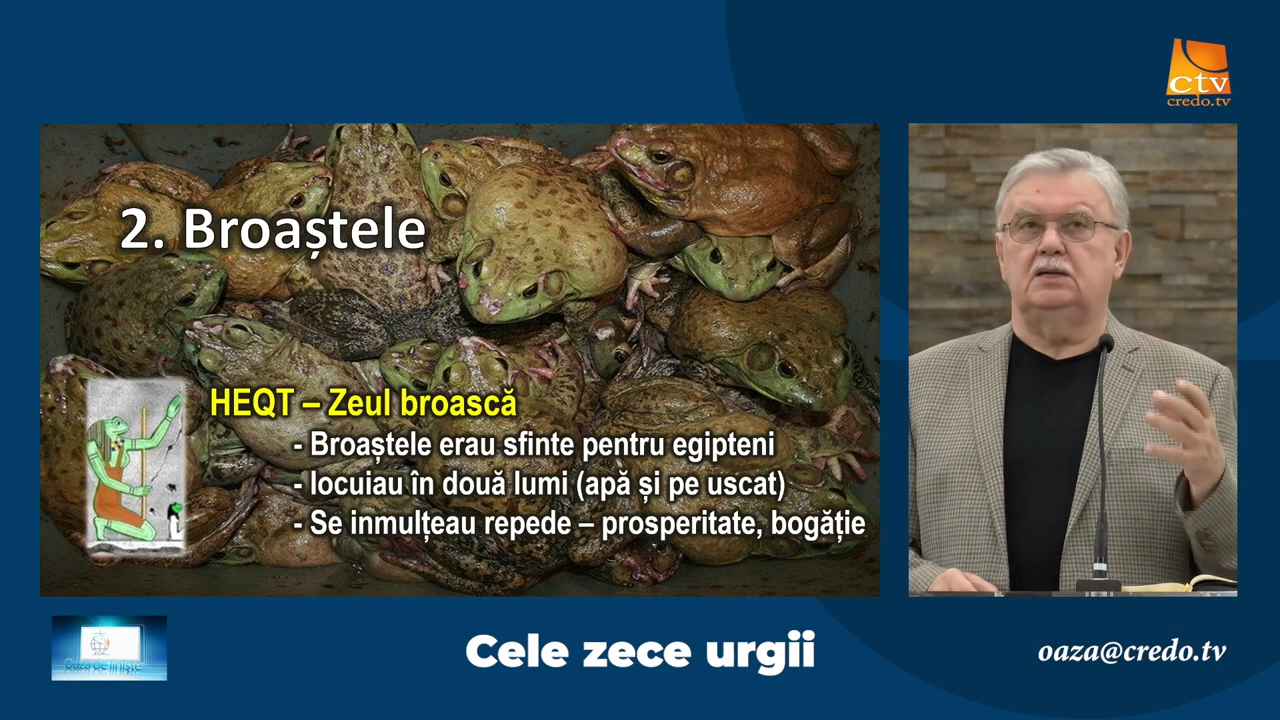 ctv
credo.tv
2. Broaștele
HEQT – Zeul broască
- Broaștele erau sfinte pentru egipteni
- locuiau în două lumi (apă și pe uscat)
- Se inmulțeau repede – prosperitate, bogăție
Cele zece urgii
oaza@credo.tv